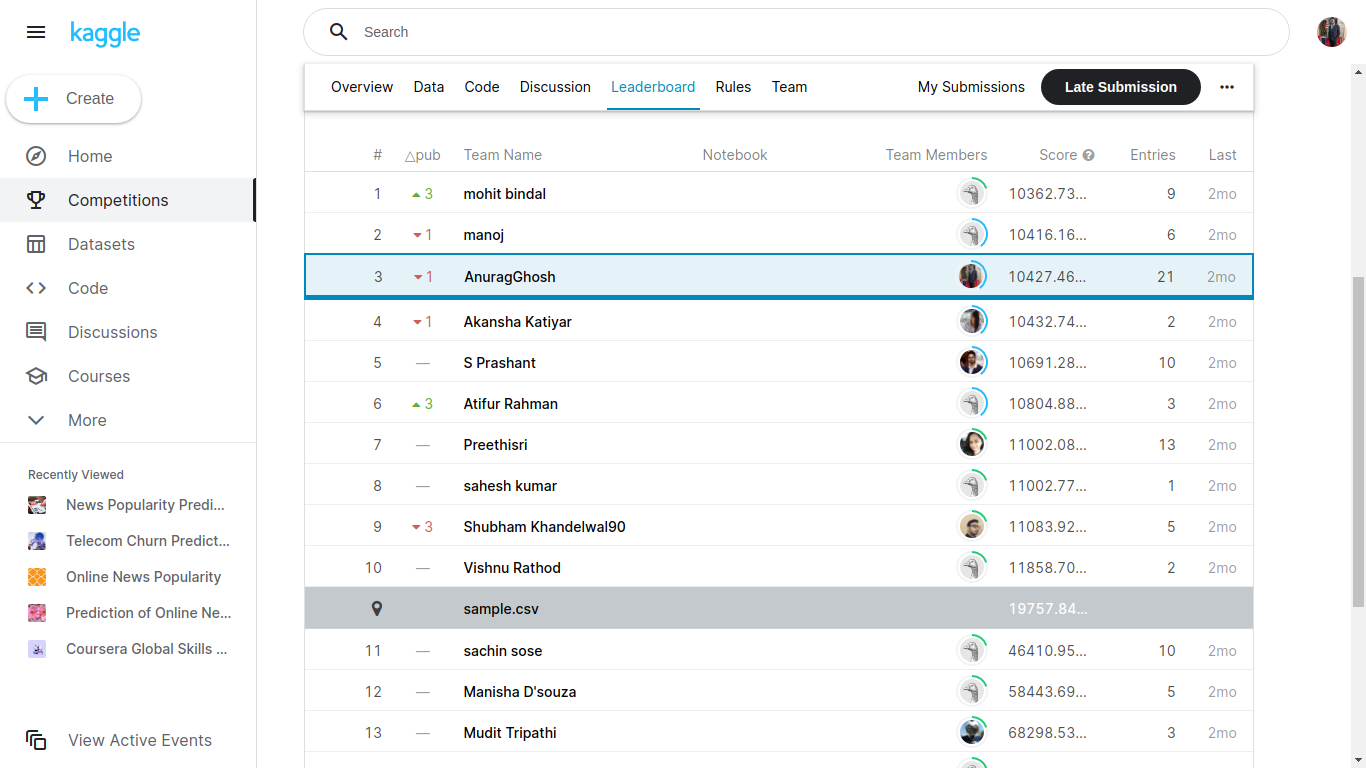 kaggle
Search
Create
Home
Competitions
Datasets
Code
Discussions
Courses
More
Recently Viewed
News Popularity Predi...
Telecom Churn Predict...
Online News Popularity
Prediction of Online Ne...
Coursera Global Skills ...
View Active Events
Overview Data Code Discussion Leaderboard Rules Team My Submissions Late Submission
# △pub Team Name Notebook Team Members Score ? Entries Last
1 3 mohit bindal 10362.73... 9 2mo
2 1 manoj 10416.16... 6 2mo
3 1 AnuragGhosh 10427.46... 21 2mo
4 1 Akansha Katiyar 10432.74... 2 2mo
5 — S Prashant 10691.28... 10 2mo
6 3 Atifur Rahman 10804.88... 3 2mo
7 — Preethisri 11002.08... 13 2mo
8 — sahesh kumar 11002.77... 1 2mo
9 3 Shubham Khandelwal90 11083.92... 5 2mo
10 — Vishnu Rathod 11858.70... 2 2mo
sample.csv 19757.84...
11 — sachin sose 46410.95... 10 2mo
12 — Manisha D'souza 58443.69... 5 2mo
13 — Mudit Tripathi 68298.53... 3 2mo